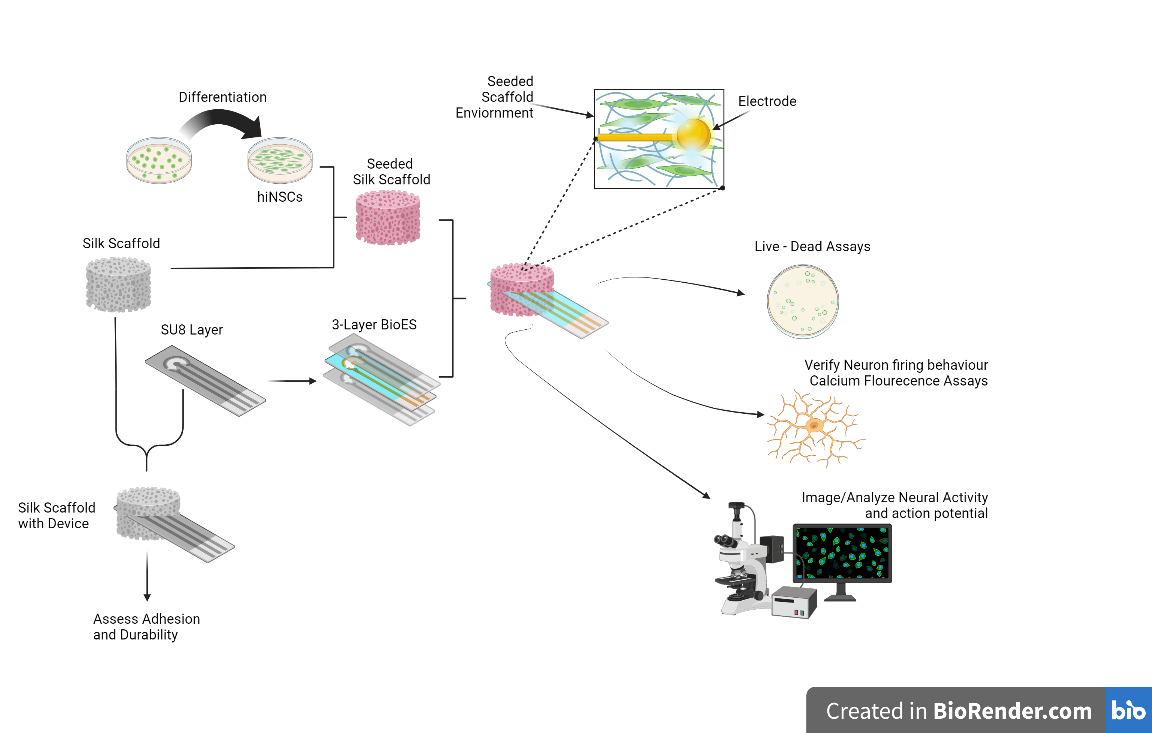 Differentiation
hiNSCs
Seeded
Silk Scaffold
Silk Scaffold
SU8 Layer
3-Layer BioES
Silk Scaffold
with Device
Assess Adhesion
and Durability
Seeded
Scaffold
Enviornment
Electrode
Live - Dead Assays
Verify Neuron firing behaviour
Calcium Flourecence Assays
Image/Analyze Neural Activity
and action potential
Created in BioRender.com bio